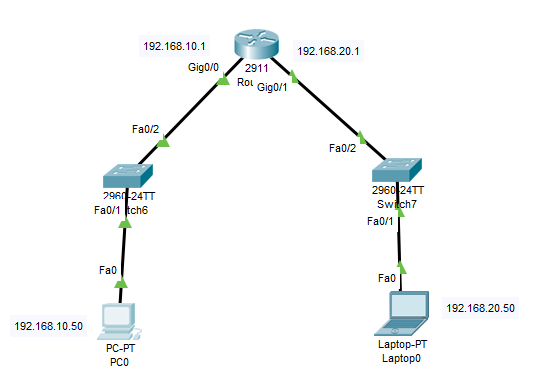 192.168.10.1
192.168.20.1
Gig0/0
2911
Gig0/1
Fa0/2
Fa0/2
2960-24TT
Fa0/1
2960-24TT
Switch7
Fa0/1
Fa0
Fa0
192.168.10.50
192.168.20.50
PC-PT
PC0
Laptop-PT
Laptop0